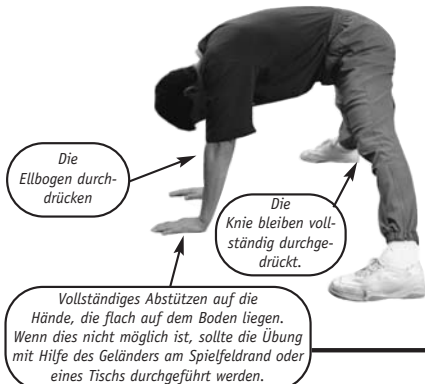 Die
Ellbogen durch-
drücken
Die
Knie bleiben voll-
ständig durchge-
drückt.
Vollständiges Abstützen auf die
Hände, die flach auf dem Boden liegen.
Wenn dies nicht möglich ist, sollte die Übung
mit Hilfe des Geländers am Spielfeldrand oder
eines Tischs durchgeführt werden.